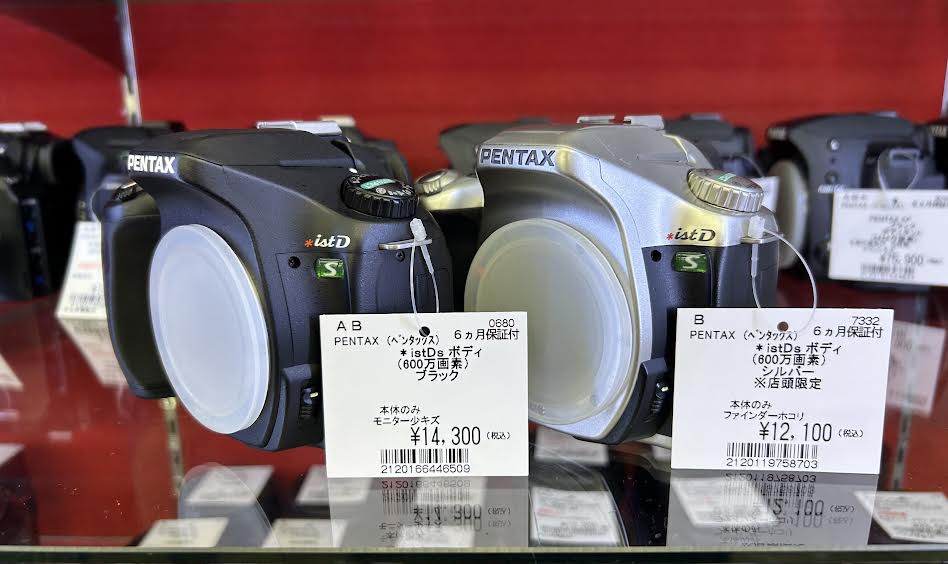 PENTAX
*ist D
S
PENTAX
*ist D
S
AB 0680
PENTAX (ペンタックス) 6ヵ月保証付
*istDs ボディ
(600万画素)
ブラック
本体のみ
モニター少キズ
¥14,300 (税込)
2120166446509
B 7332
PENTAX (ペンタックス) 6ヵ月保証付
*istDs ボディ
(600万画素)
シルバー
※店頭限定
本体のみ
ファインダーホコリ
¥12,100 (税込)
2120119758703
PENTAX